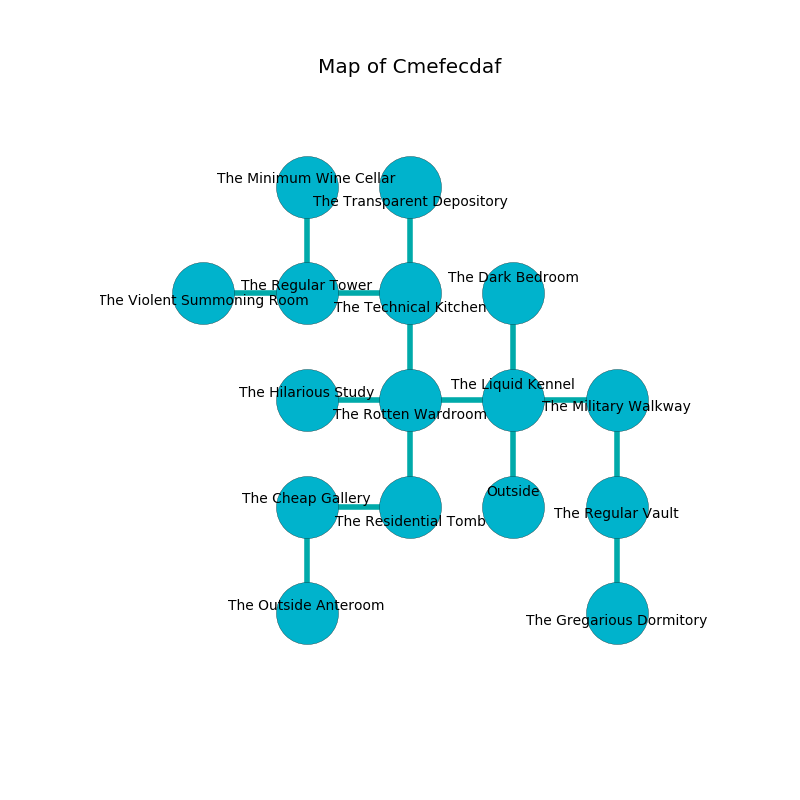 Map of Cmefecdaf
The Minimum Wine Cellar
The Transparent Depository
The Dark Bedroom
The Regular Tower
The Violent Summoning Room
The Technical Kitchen
The Liquid Kennel
The Hilarious Study
The Military Walkway
The Rotten Wardroom
Outside
The Cheap Gallery
The Regular Vault
The Residential Tomb
The Outside Anteroom
The Gregarious Dormitory